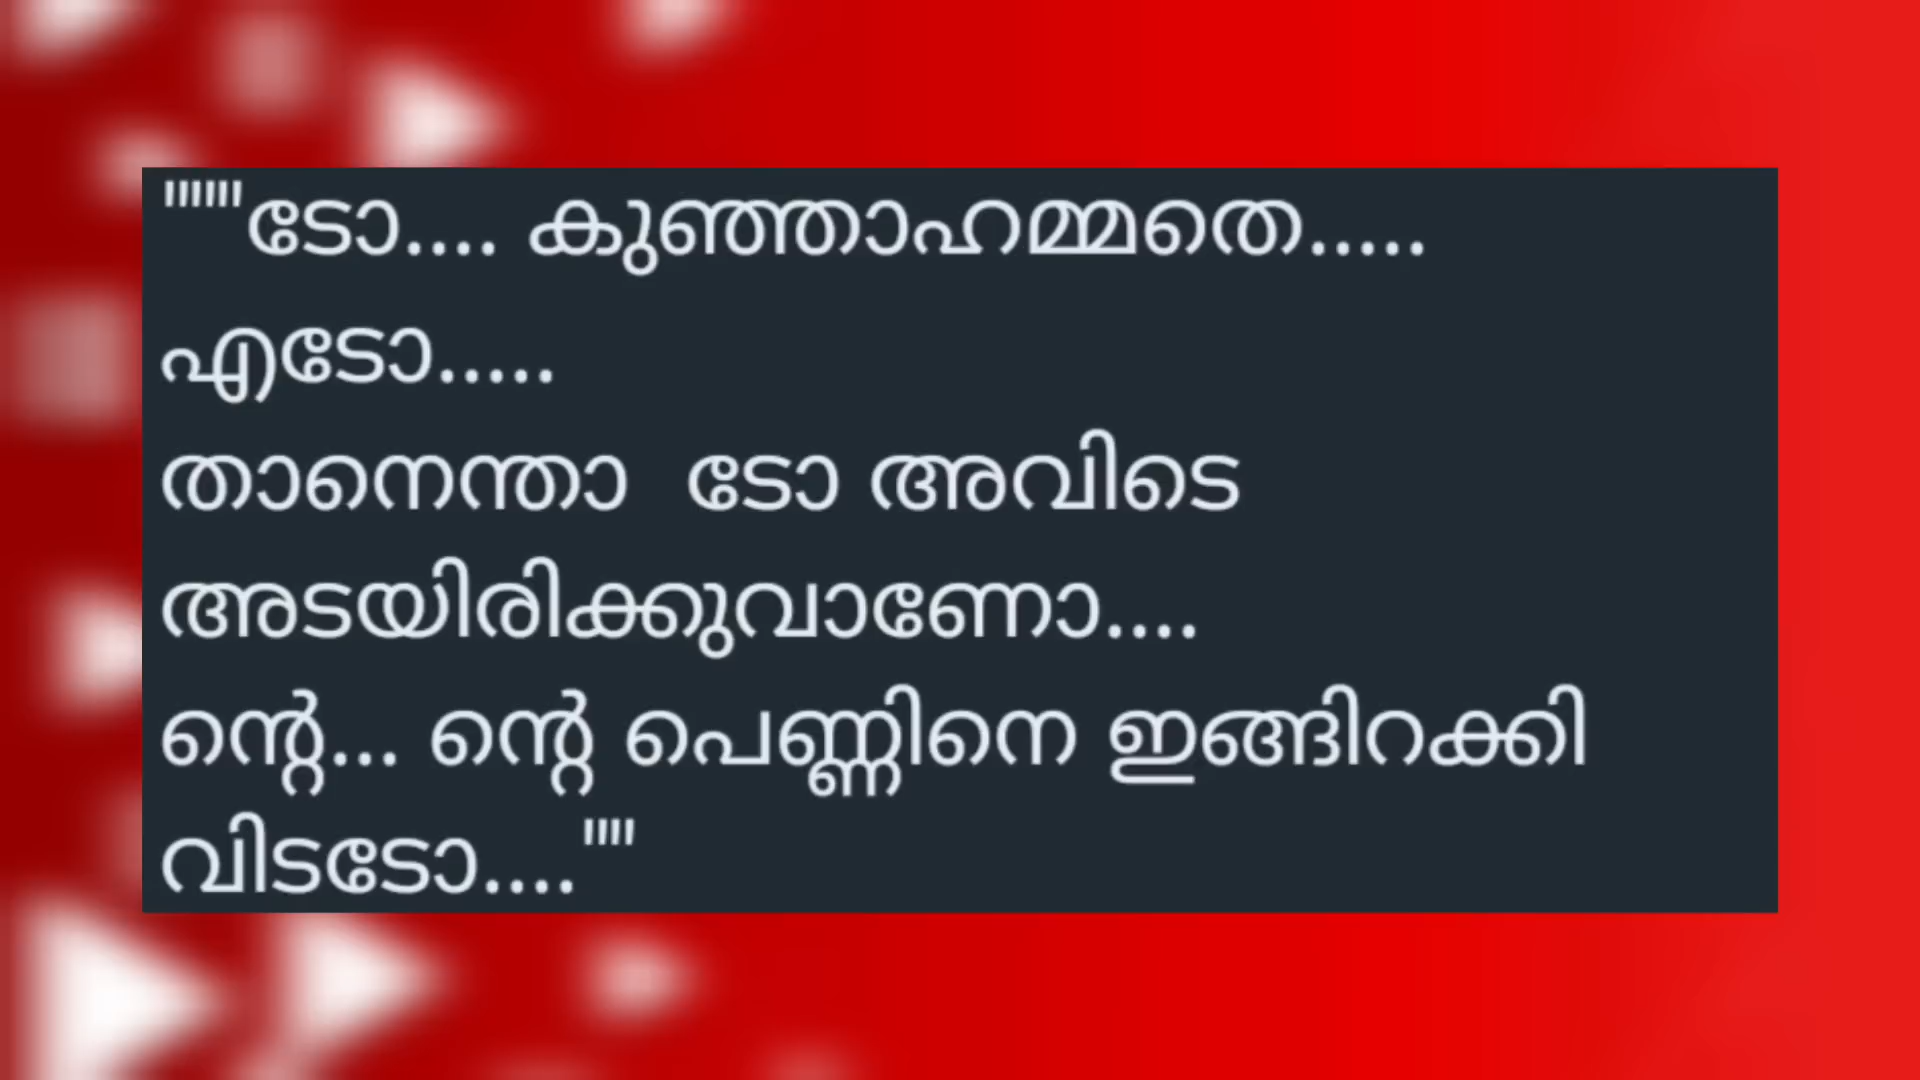 """"ടോ.... കുഞ്ഞാഹമ്മതെ.....
എടോ.....
താനെന്താ  ടോ അവിടെ
അടയിരിക്കുവാണോ....
ന്റെ... ന്റെ പെണ്ണിനെ ഇങ്ങിറക്കി
വിടടോ....""